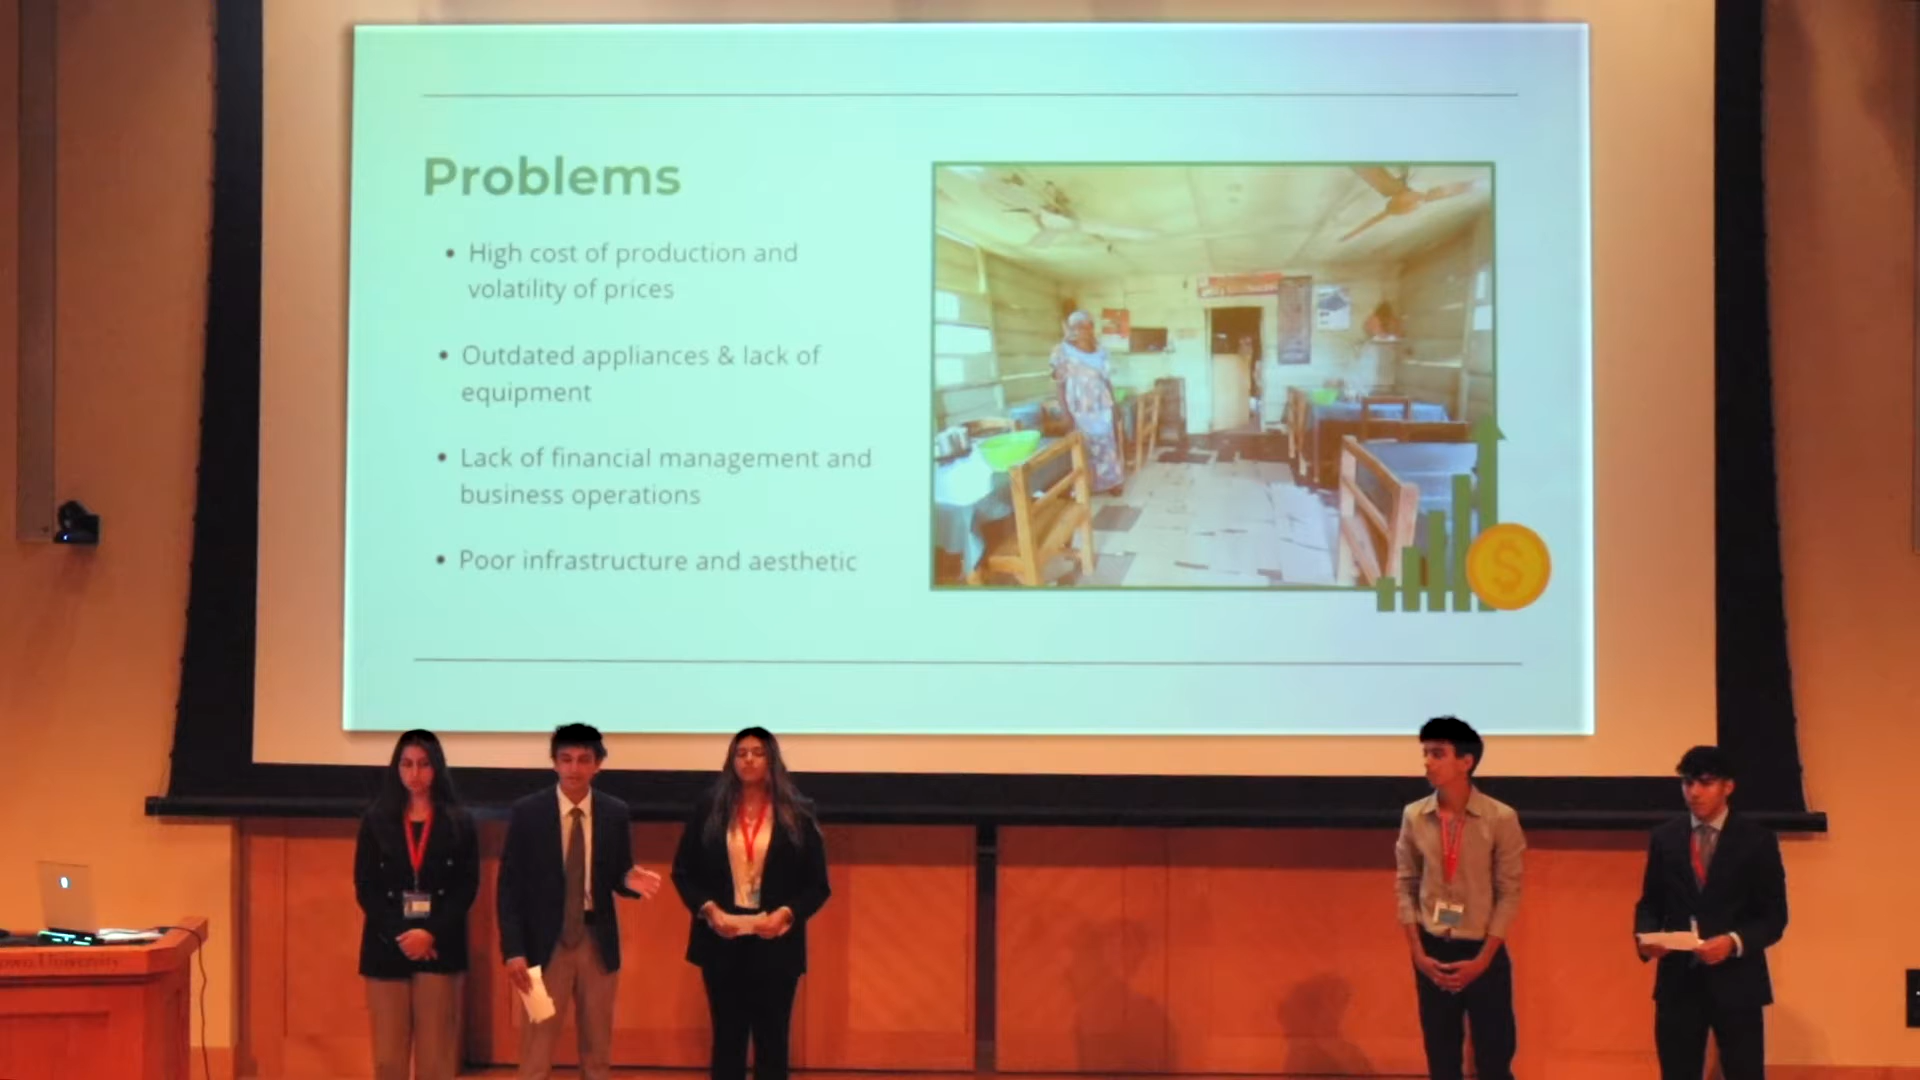 Problems
• High cost of production and
volatility of prices
• Outdated appliances & lack of
equipment
• Lack of financial management and
business operations
• Poor infrastructure and aesthetic
$
University